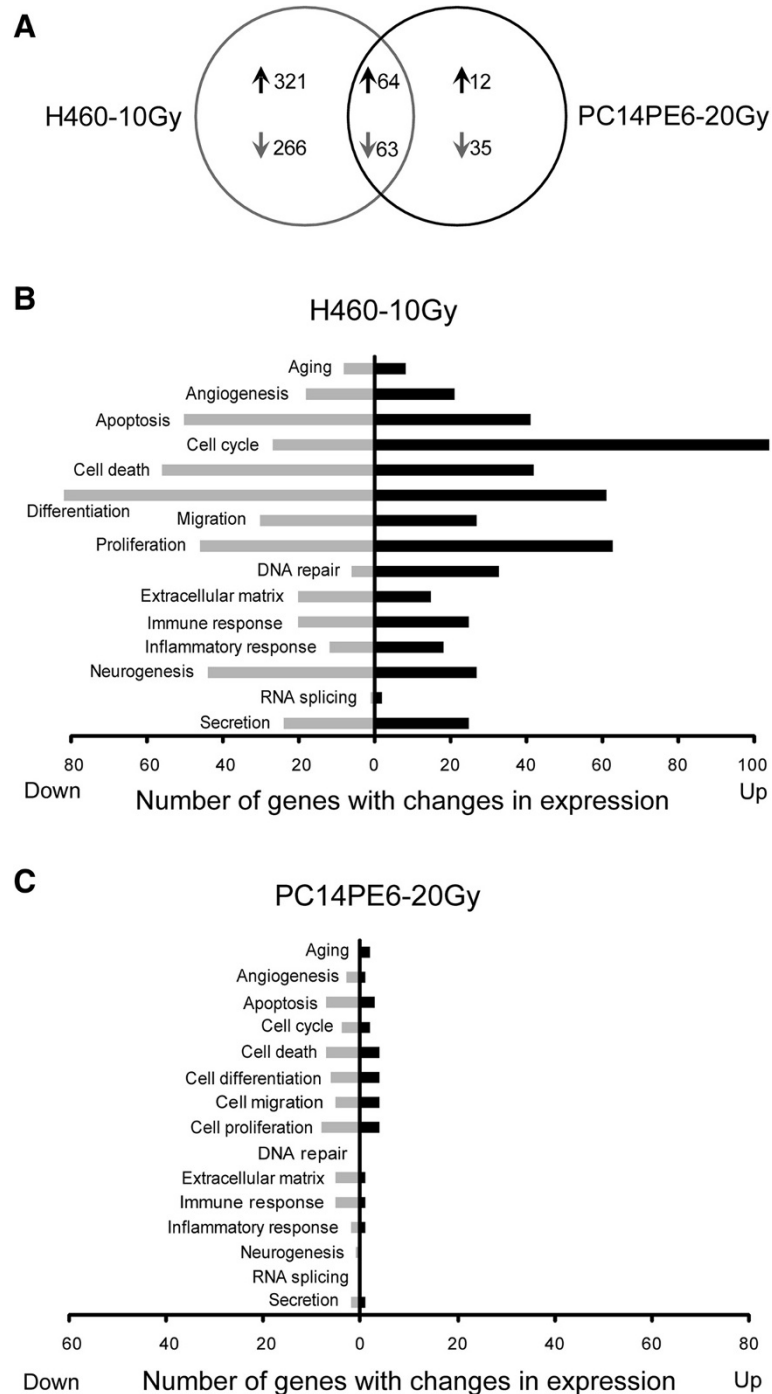 A
↑ 321
↑ 64
↑ 12
H460-10Gy
PC14PE6-20Gy
↓ 266
↓ 63
↓ 35
B
H460-10Gy
Aging
Angiogenesis
Apoptosis
Cell cycle
Cell death
Differentiation
Migration
Proliferation
DNA repair
Extracellular matrix
Immune response
Inflammatory response
Neurogenesis
RNA splicing
Secretion
80 60 40 20 0 20 40 60 80 100
Down Number of genes with changes in expression Up
C
PC14PE6-20Gy
Aging
Angiogenesis
Apoptosis
Cell cycle
Cell death
Cell differentiation
Cell migration
Cell proliferation
DNA repair
Extracellular matrix
Immune response
Inflammatory response
Neurogenesis
RNA splicing
Secretion
60 40 20 0 20 40 60 80
Down Number of genes with changes in expression Up